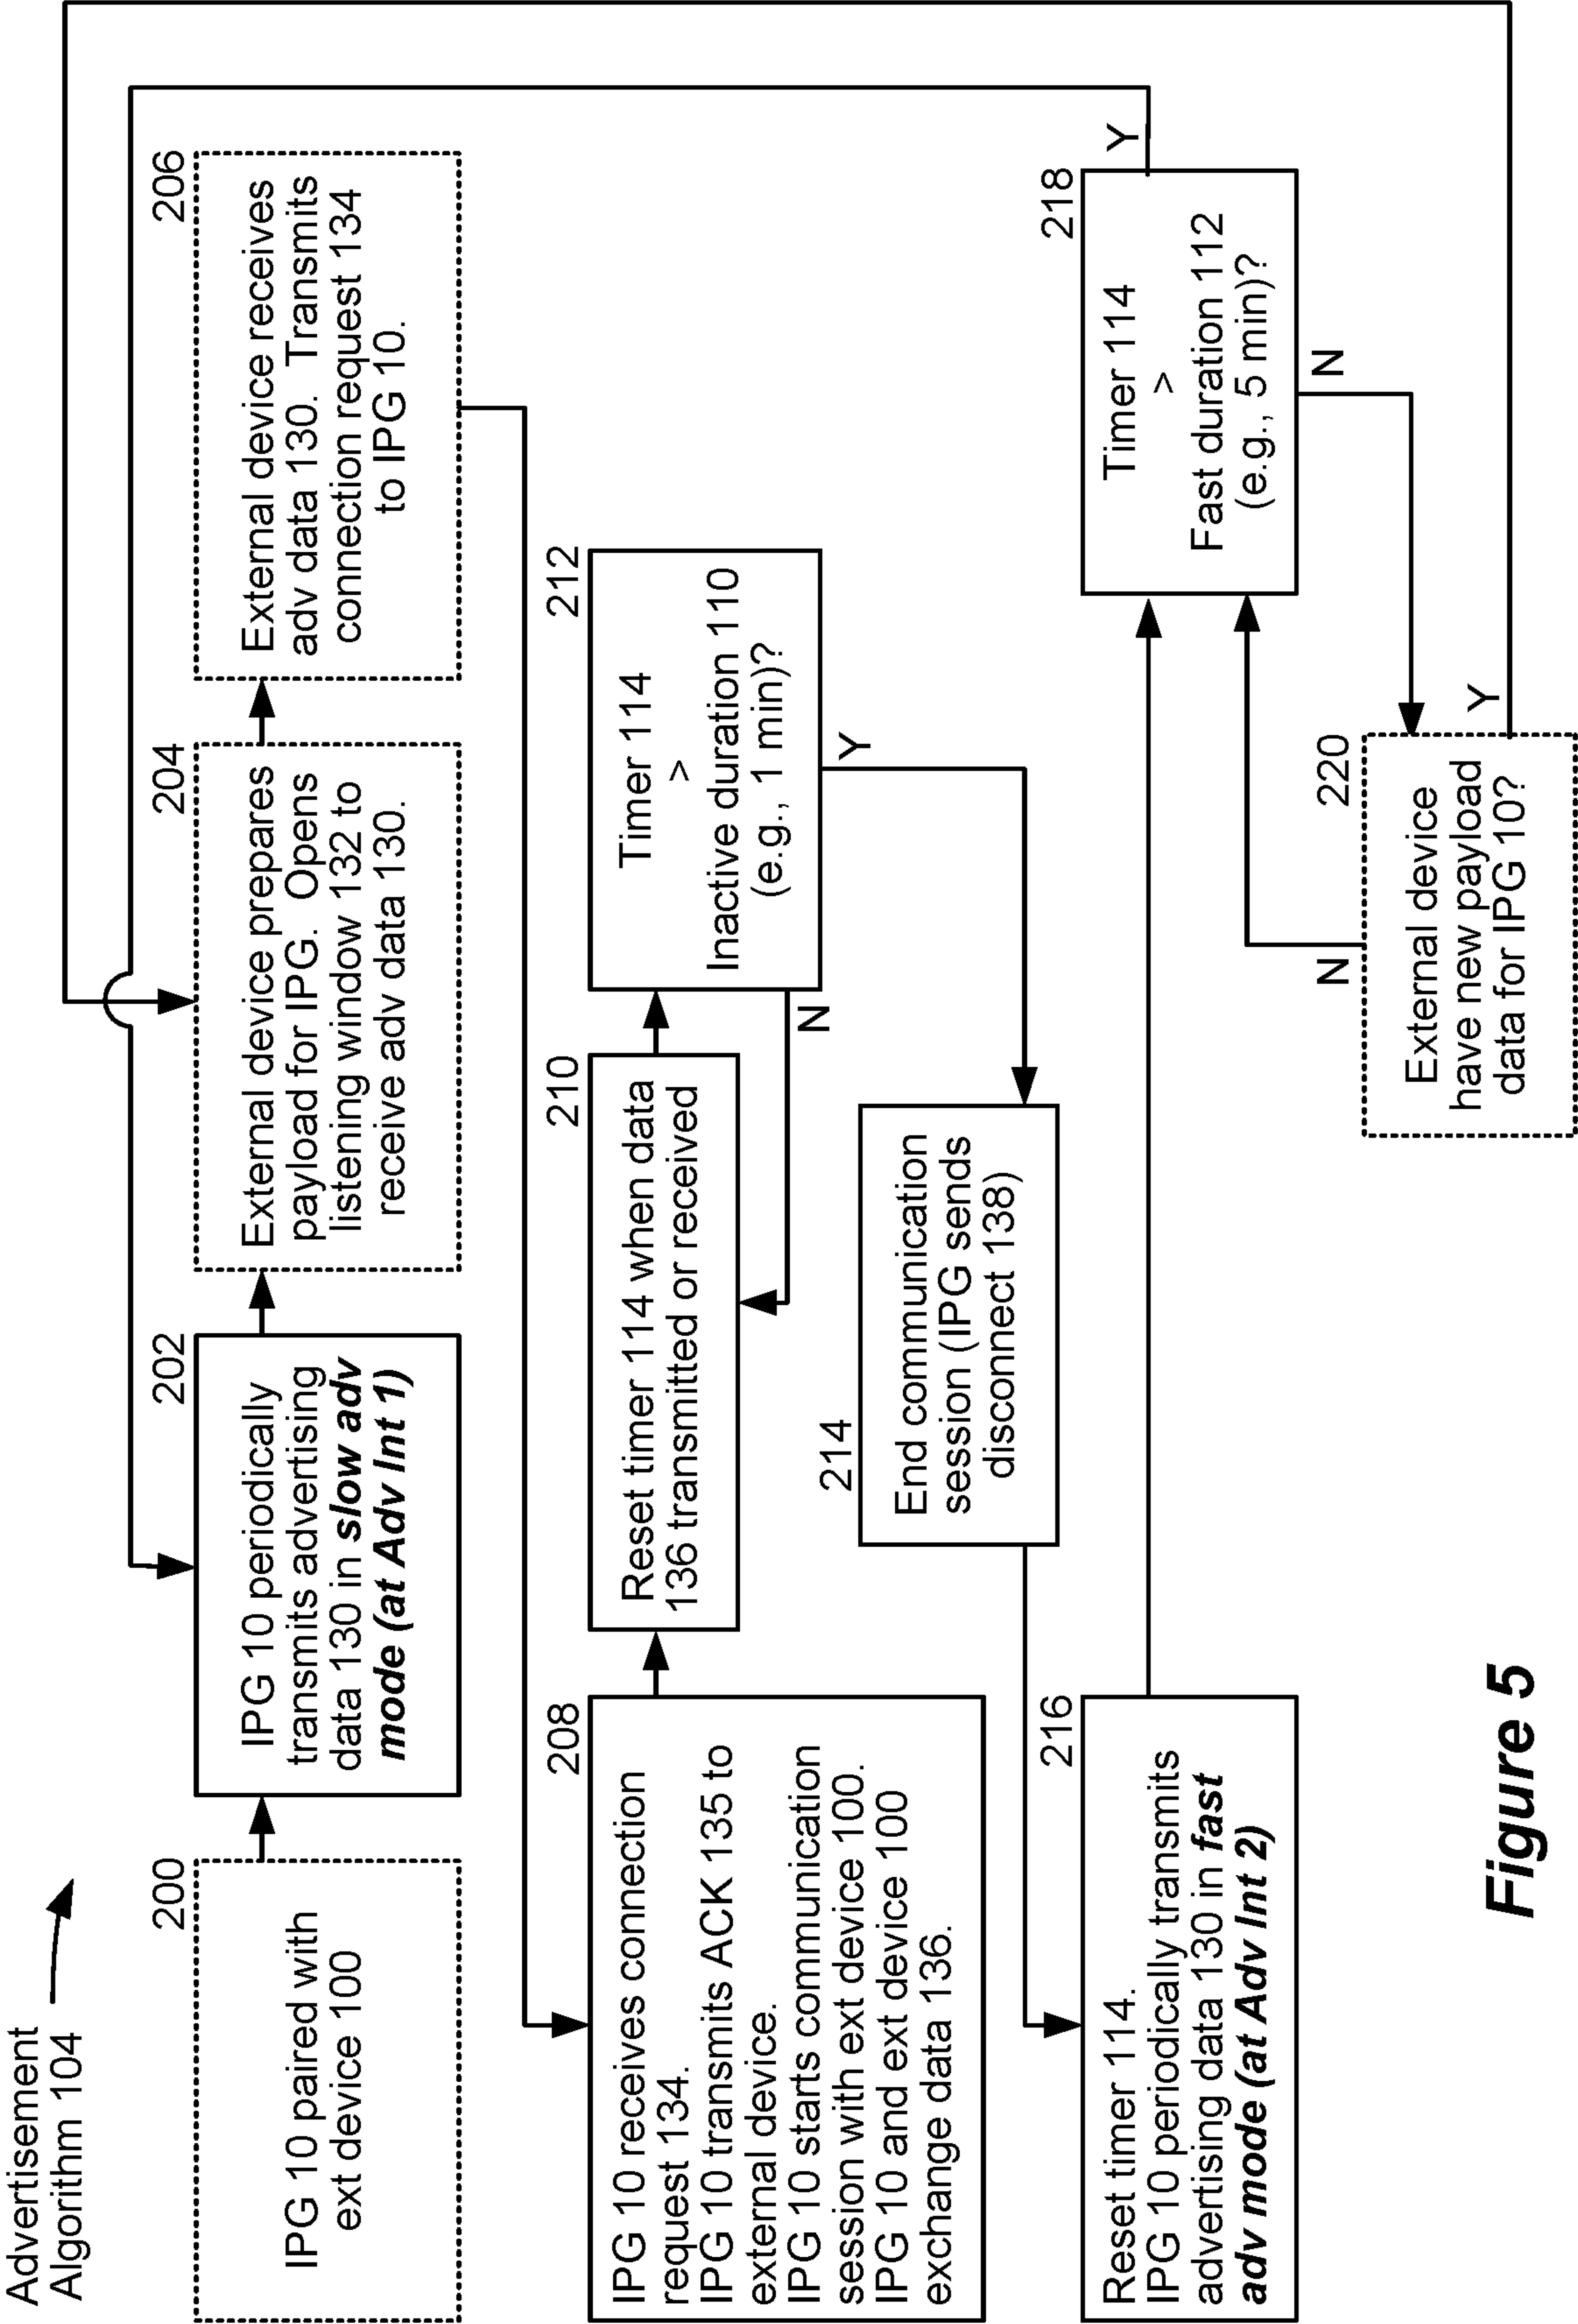 Advertisement
Algorithm 104
200
IPG 10 paired with
ext device 100
202
IPG 10 periodically
transmits advertising
data 130 in slow adv
mode (at Adv Int 1)
204
External device prepares
payload for IPG. Opens
listening window 132 to
receive adv data 130.
206
External device receives
adv data 130. Transmits
connection request 134
to IPG 10.
208
IPG 10 receives connection
request 134.
IPG 10 transmits ACK 135 to
external device.
IPG 10 starts communication
session with ext device 100.
IPG 10 and ext device 100
exchange data 136.
210
Reset timer 114 when data
136 transmitted or received
212
Timer 114
>
Inactive duration 110
(e.g., 1 min)?
N
Y
214
End communication
session (IPG sends
disconnect 138)
216
Reset timer 114.
IPG 10 periodically transmits
advertising data 130 in fast
adv mode (at Adv Int 2)
218
Timer 114
>
Fast duration 112
(e.g., 5 min)?
Y
N
220
External device
have new payload
data for IPG 10?
N
Y
Figure 5